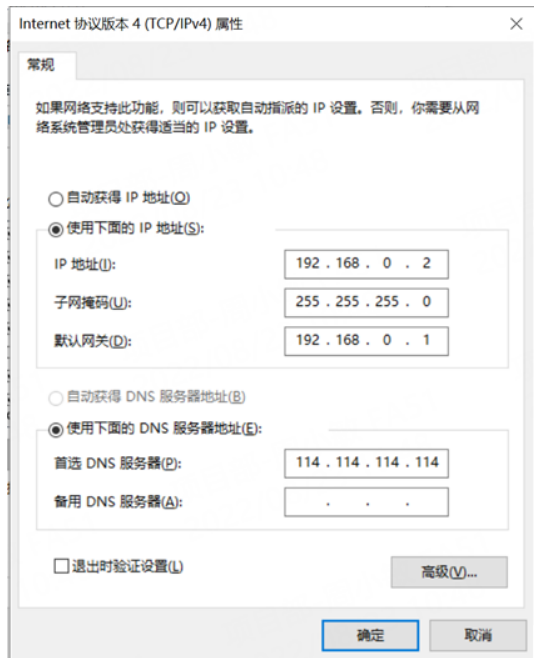 Internet 协议版本 4 (TCP/IPv4) 属性
常规
如果网络支持此功能，则可以获取自动指派的 IP 设置。否则，你需要从网
络系统管理员处获得适当的 IP 设置。
自动获得 IP 地址(O)
使用下面的 IP 地址(S):
IP 地址(I):
192 . 168 . 0 . 2
子网掩码(U):
255 . 255 . 255 . 0
默认网关(D):
192 . 168 . 0 . 1
自动获得 DNS 服务器地址(B)
使用下面的 DNS 服务器地址(E):
首选 DNS 服务器(P):
114 . 114 . 114 . 114
备用 DNS 服务器(A):
. . .
退出时验证设置(L)
高级(V)...
确定
取消